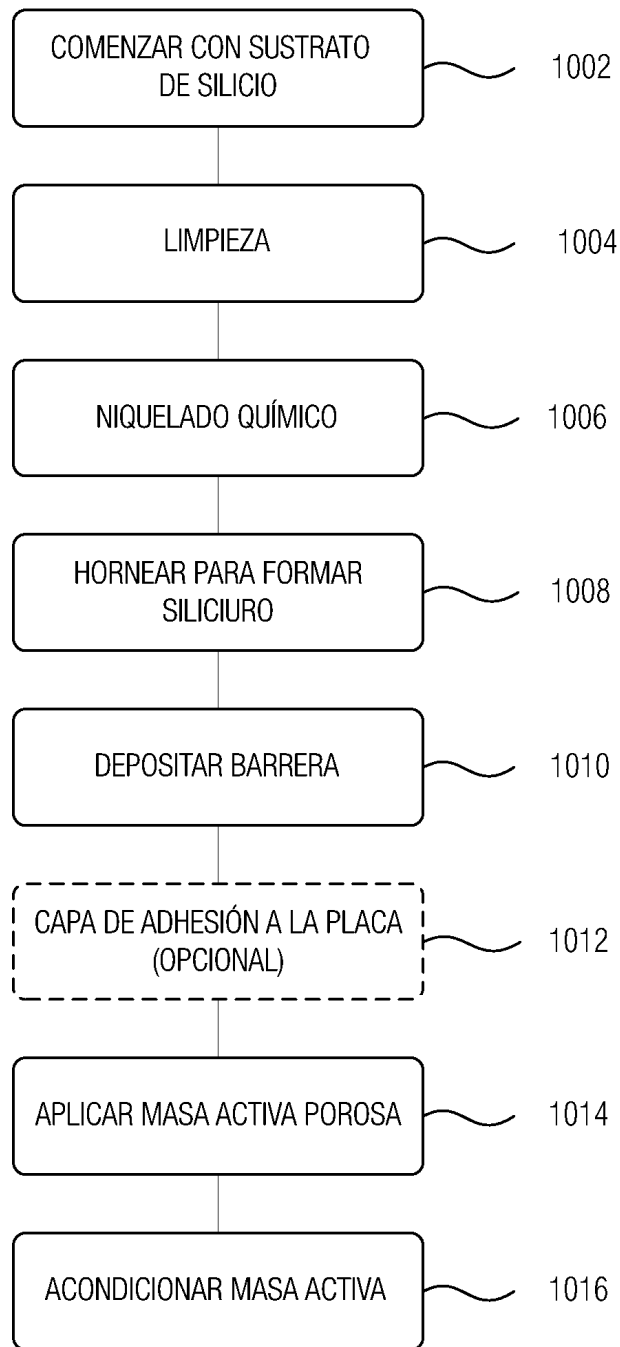 COMENZAR CON SUSTRATO
DE SILICIO
1002
LIMPIEZA
1004
NIQUELADO QUÍMICO
1006
HORNEAR PARA FORMAR
SILICIURO
1008
DEPOSITAR BARRERA
1010
CAPA DE ADHESIÓN A LA PLACA
(OPCIONAL)
1012
APLICAR MASA ACTIVA POROSA
1014
ACONDICIONAR MASA ACTIVA
1016